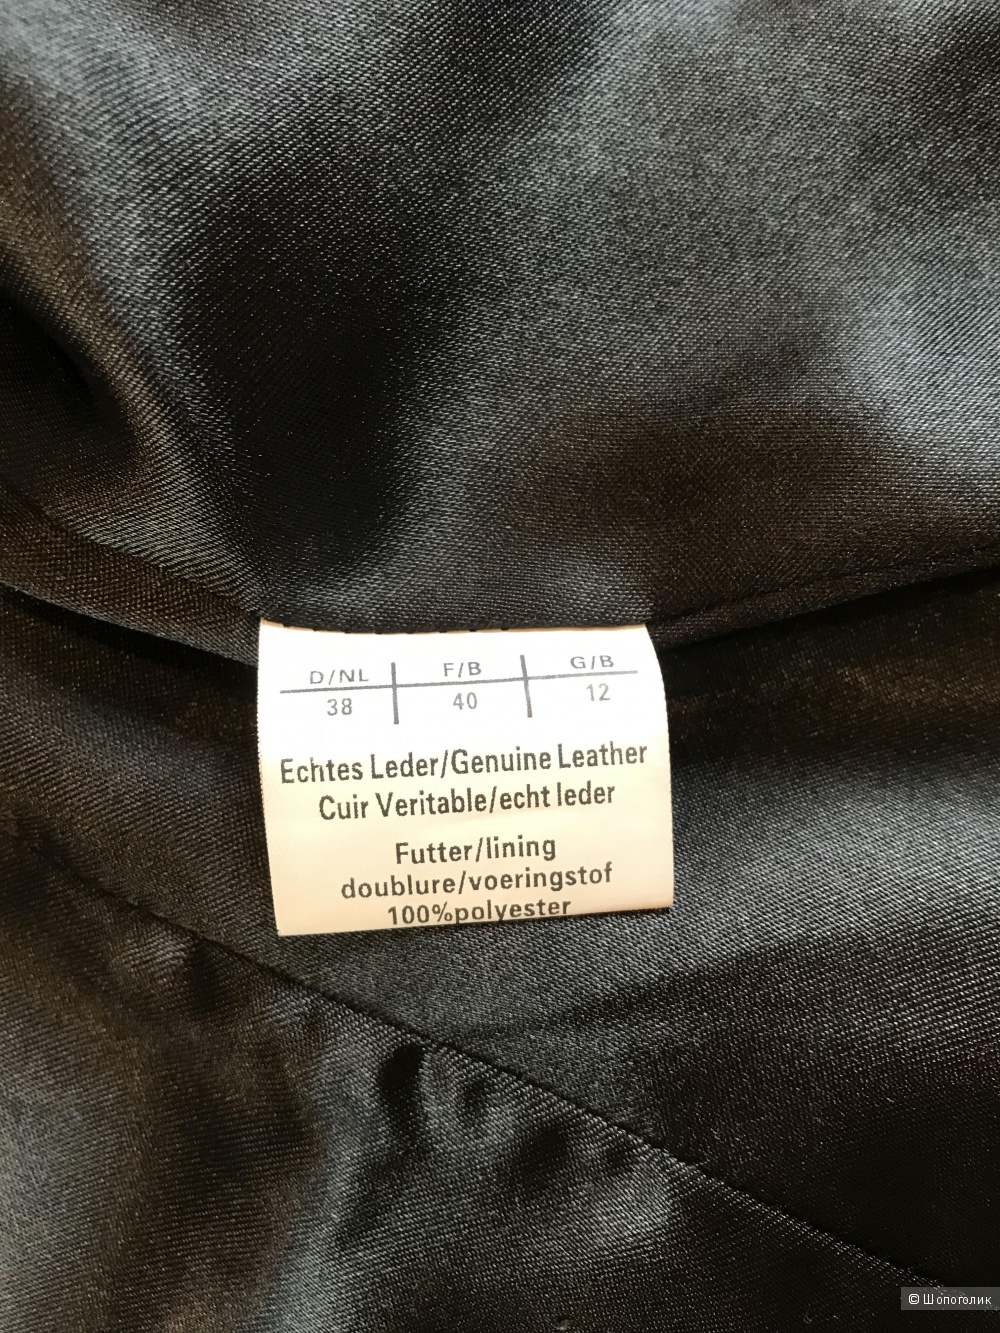 D/NL F/B G/B
38 40 12
Echtes Leder/Genuine Leather
Cuir Veritable/echt leder
Futter/lining
doublure/voeringstof
100%polyester
© Шопоголик